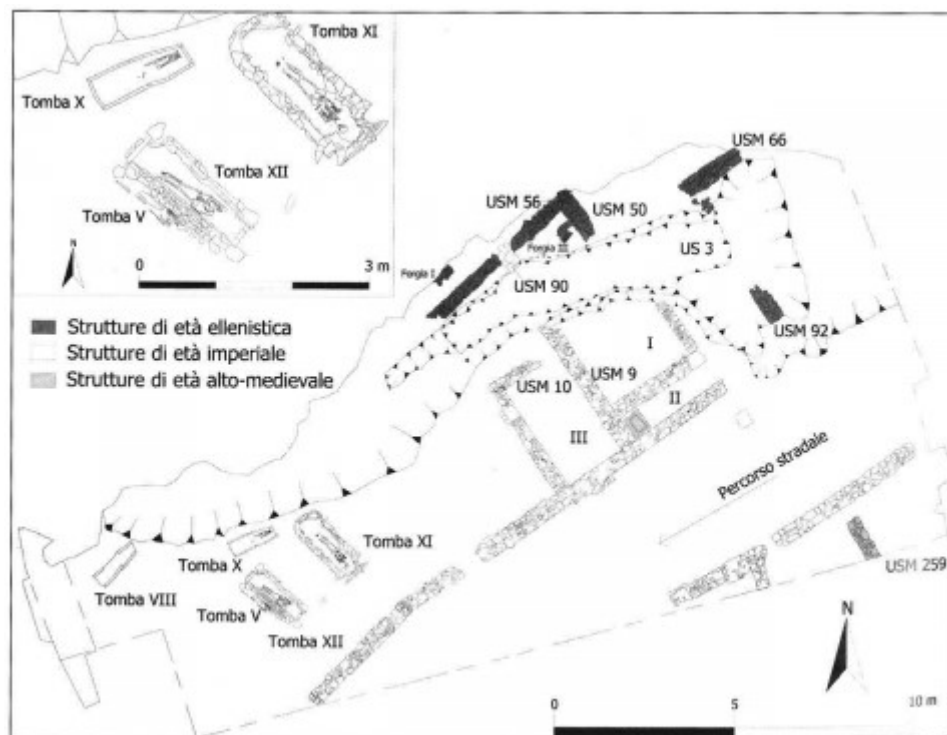 Tomba XI
Tomba X
Tomba XII
Tomba V
N
0
3 m
Strutture di età ellenistica
Strutture di età imperiale
Strutture di età alto-medievale
USM 66
USM 56
USM 50
Forgia III
Forgia I
US 3
USM 90
USM 92
I
USM 10
USM 9
II
III
Percorso stradale
Tomba XI
Tomba X
Tomba VIII
Tomba V
Tomba XII
USM 259
N
0
5
10 m